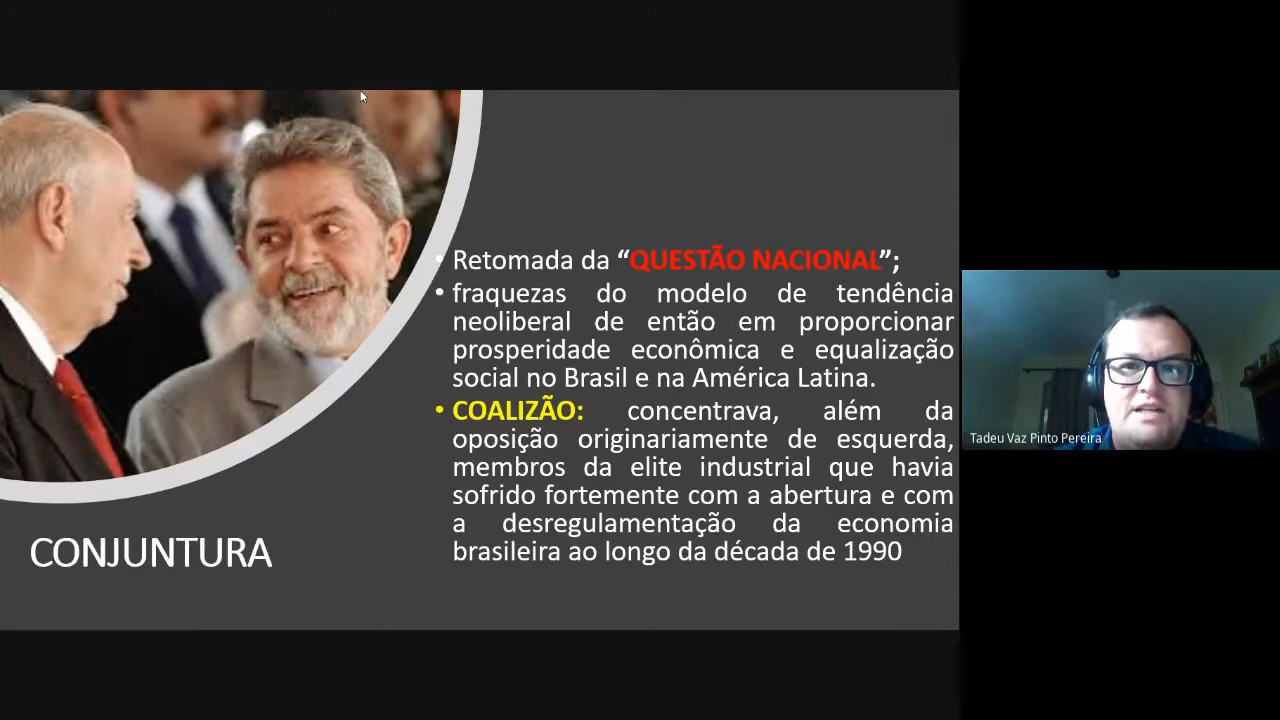 • Retomada da “QUESTÃO NACIONAL”;
• fraquezas do modelo de tendência
neoliberal de então em proporcionar
prosperidade econômica e equalização
social no Brasil e na América Latina.
• COALIZÃO: concentrava, além da
oposição originariamente de esquerda,
membros da elite industrial que havia
sofrido fortemente com a abertura e com
a desregulamentação da economia
brasileira ao longo da década de 1990
CONJUNTURA
Tadeu Vaz Pinto Pereira